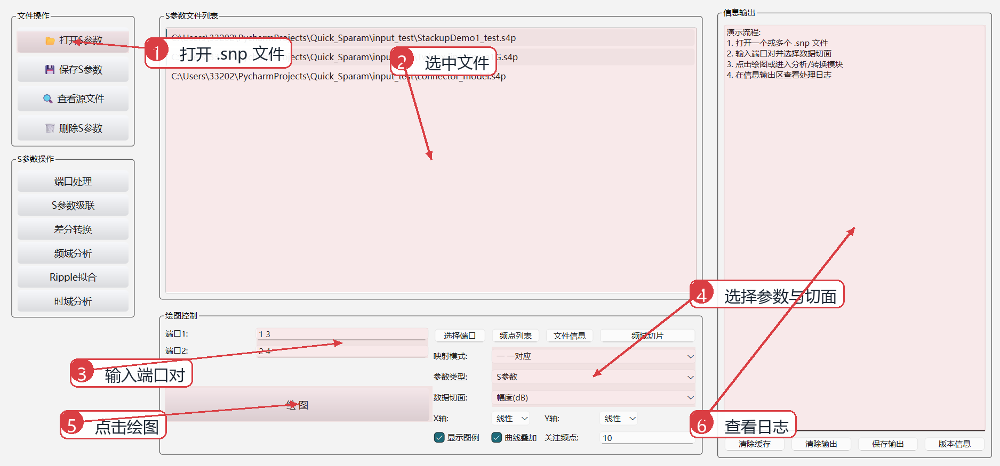 文件操作
打开S参数
保存S参数
查看源文件
删除S参数
S参数操作
端口处理
S参数级联
差分转换
频域分析
Ripple拟合
时域分析
S参数文件列表
C:\Users\33202\PycharmProjects\Quick_Sparam\input_test\StackupDemo1_test.s4p
G.s4p
C:\Users\33202\PycharmProjects\Quick_Sparam\input_test\connector_model.s4p
1 打开 .snp 文件
2 选中文件
绘图控制
端口1: 1 3
端口2: 2 4
选择端口 频点列表 文件信息 频域切片
映射模式: 一 一对应
参数类型: S参数
数据切面: 幅度(dB)
X轴: 线性 Y轴: 线性
显示图例 曲线叠加 关注频点: 10
绘图
3 输入端口对
4 选择参数与切面
5 点击绘图
6 查看日志
信息输出
演示流程:
1. 打开一个或多个 .snp 文件
2. 输入端口对并选择数据切面
3. 点击绘图或进入分析/转换模块
4. 在信息输出区查看处理日志
清除缓存 清除输出 保存输出 版本信息